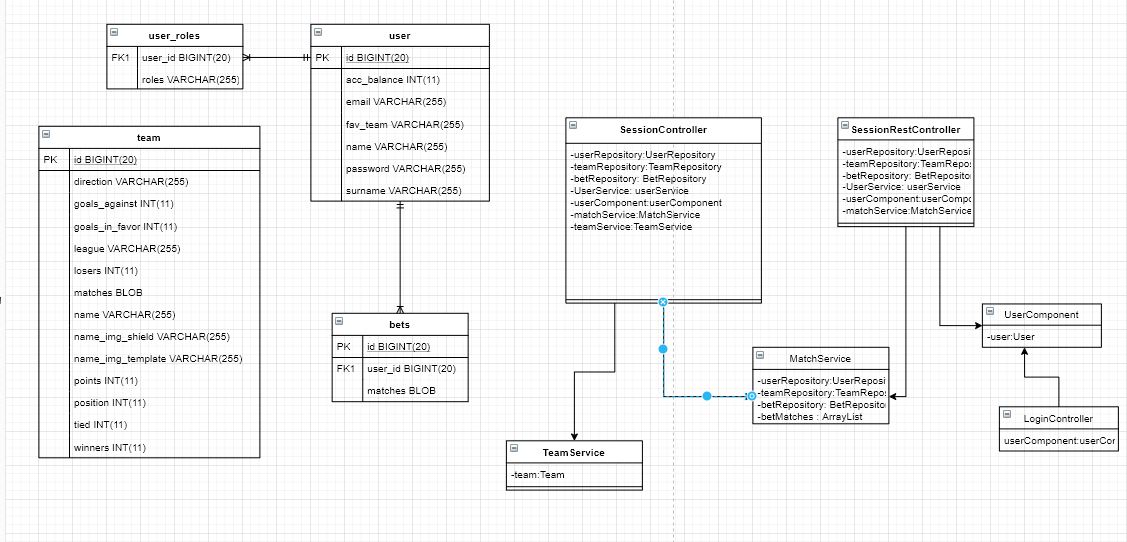 user_roles
FK1 user_id BIGINT(20)
roles VARCHAR(255)
user
PK id BIGINT(20)
acc_balance INT(11)
email VARCHAR(255)
fav_team VARCHAR(255)
name VARCHAR(255)
password VARCHAR(255)
surname VARCHAR(255)
team
PK id BIGINT(20)
direction VARCHAR(255)
goals_against INT(11)
goals_in_favor INT(11)
league VARCHAR(255)
losers INT(11)
matches BLOB
name VARCHAR(255)
name_img_shield VARCHAR(255)
name_img_template VARCHAR(255)
points INT(11)
position INT(11)
tied INT(11)
winners INT(11)
bets
PK id BIGINT(20)
FK1 user_id BIGINT(20)
matches BLOB
SessionController
-userRepository:UserRepository
-teamRepository:TeamRepository
-betRepository: BetRepository
-UserService: userService
-userComponent:userComponent
-matchService:MatchService
-teamService:TeamService
SessionRestController
-userRepository:UserReposi
-teamRepository:TeamRepos
-betRepository: BetReposito
-UserService: userService
-userComponent:userCompo
-matchService:MatchService
UserComponent
-user:User
MatchService
-userRepository:UserReposi
-teamRepository:TeamRepos
-betRepository: BetReposito
-betMatches : ArrayList
LoginController
userComponent:userCor
TeamService
-team:Team